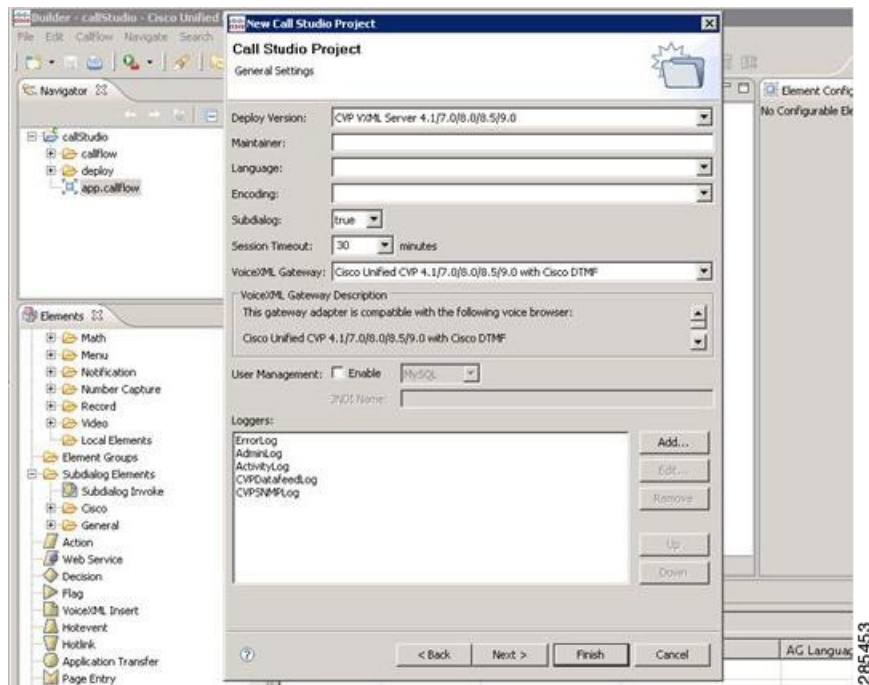 Builder - callStudio - Cisco Unified
File Edit Callflow Navigate Search
Navigator
callStudio
callflow
deploy
app.callflow
Elements
Math
Menu
Notification
Number Capture
Record
Video
Local Elements
Element Groups
Subdialog Elements
Subdialog Invoke
Cisco
General
Action
Web Service
Decision
Flag
VoiceXML Insert
Hotevent
Hotlink
Application Transfer
Page Entry
New Call Studio Project
Call Studio Project
General Settings
Deploy Version: CVP VXML Server 4.1/7.0/8.0/8.5/9.0
Maintainer:
Language:
Encoding:
Subdialog: true
Session Timeout: 30 minutes
VoiceXML Gateway: Cisco Unified CVP 4.1/7.0/8.0/8.5/9.0 with Cisco DTMF
VoiceXML Gateway Description
This gateway adapter is compatible with the following voice browser:
Cisco Unified CVP 4.1/7.0/8.0/8.5/9.0 with Cisco DTMF
User Management: Enable MySQL
JNDI Name:
Loggers:
ErrorLog
AdminLog
ActivityLog
CVPDatafeedLog
CVPSNMPLog
Add...
Edit...
Remove
Up
Down
< Back
Next >
Finish
Cancel
Element Config
No Configurable Ele
AG Languag
285453